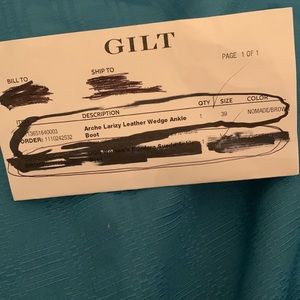 GILT
PAGE 1 OF 1
BILL TO
SHIP TO
DESCRIPTION QTY SIZE COLOR
Arche Larizy Leather Wedge Ankle 1 39 NOMADE/BROW
ORDER: 1110242532 Boot